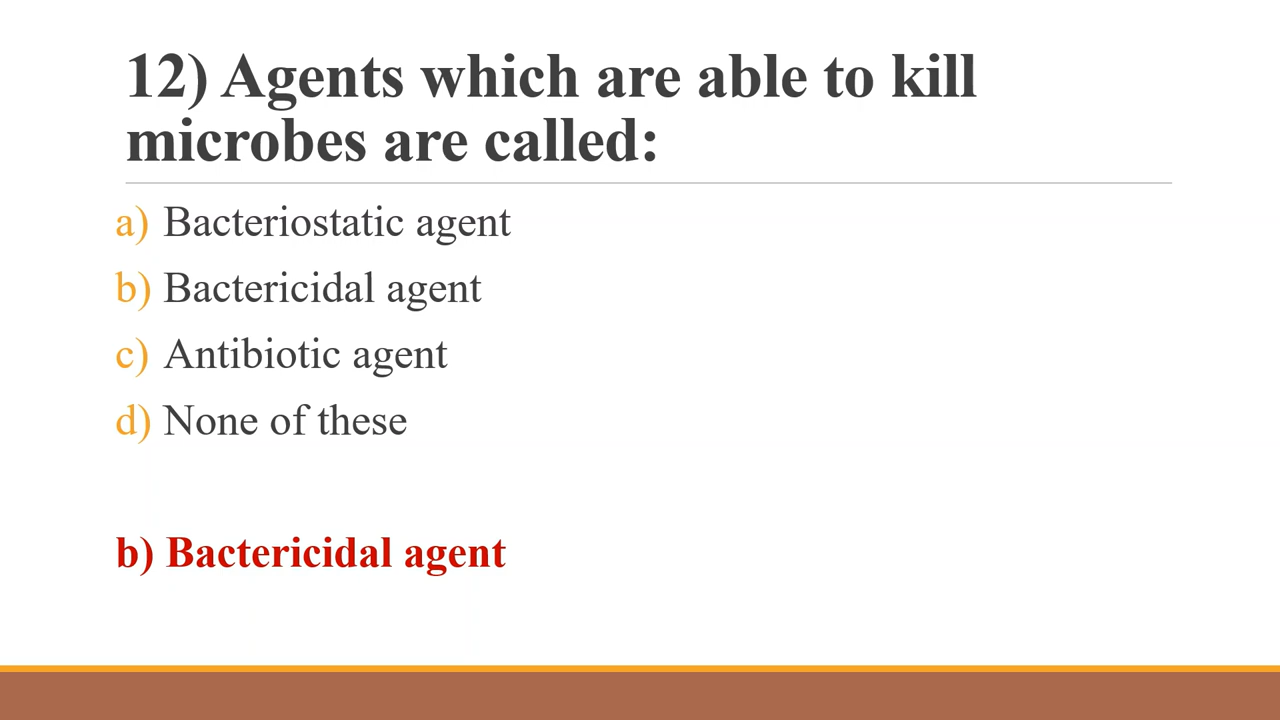 12) Agents which are able to kill
microbes are called:
a) Bacteriostatic agent
b) Bactericidal agent
c) Antibiotic agent
d) None of these
b) Bactericidal agent